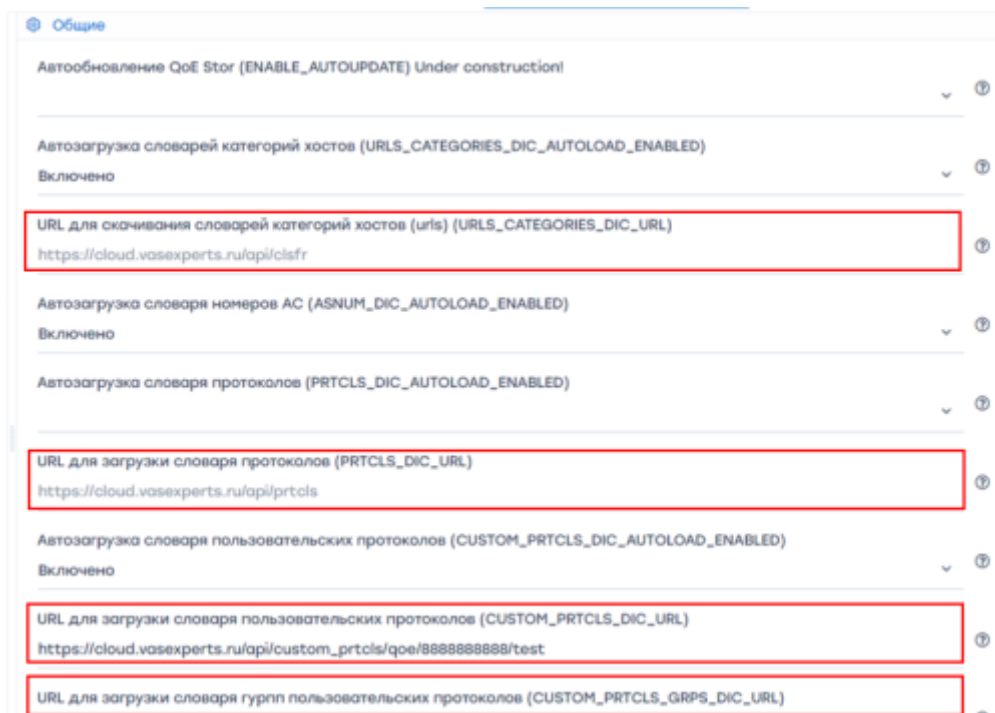 Общие
Автообновление QoE Stor (ENABLE_AUTOUPDATE) Under construction!
Автозагрузка словарей категорий хостов (URLS_CATEGORIES_DIC_AUTOLOAD_ENABLED)
Включено
URL для скачивания словарей категорий хостов (urls) (URLS_CATEGORIES_DIC_URL)
https://cloud.vasexperts.ru/api/clsfr
Автозагрузка словаря номеров АС (ASNUM_DIC_AUTOLOAD_ENABLED)
Включено
Автозагрузка словаря протоколов (PRTCLS_DIC_AUTOLOAD_ENABLED)
URL для загрузки словаря протоколов (PRTCLS_DIC_URL)
https://cloud.vasexperts.ru/api/prtcls
Автозагрузка словаря пользовательских протоколов (CUSTOM_PRTCLS_DIC_AUTOLOAD_ENABLED)
Включено
URL для загрузки словаря пользовательских протоколов (CUSTOM_PRTCLS_DIC_URL)
https://cloud.vasexperts.ru/api/custom_prtcls/qoe/8888888888/test
URL для загрузки словаря гурпп пользовательских протоколов (CUSTOM_PRTCLS_GRPS_DIC_URL)